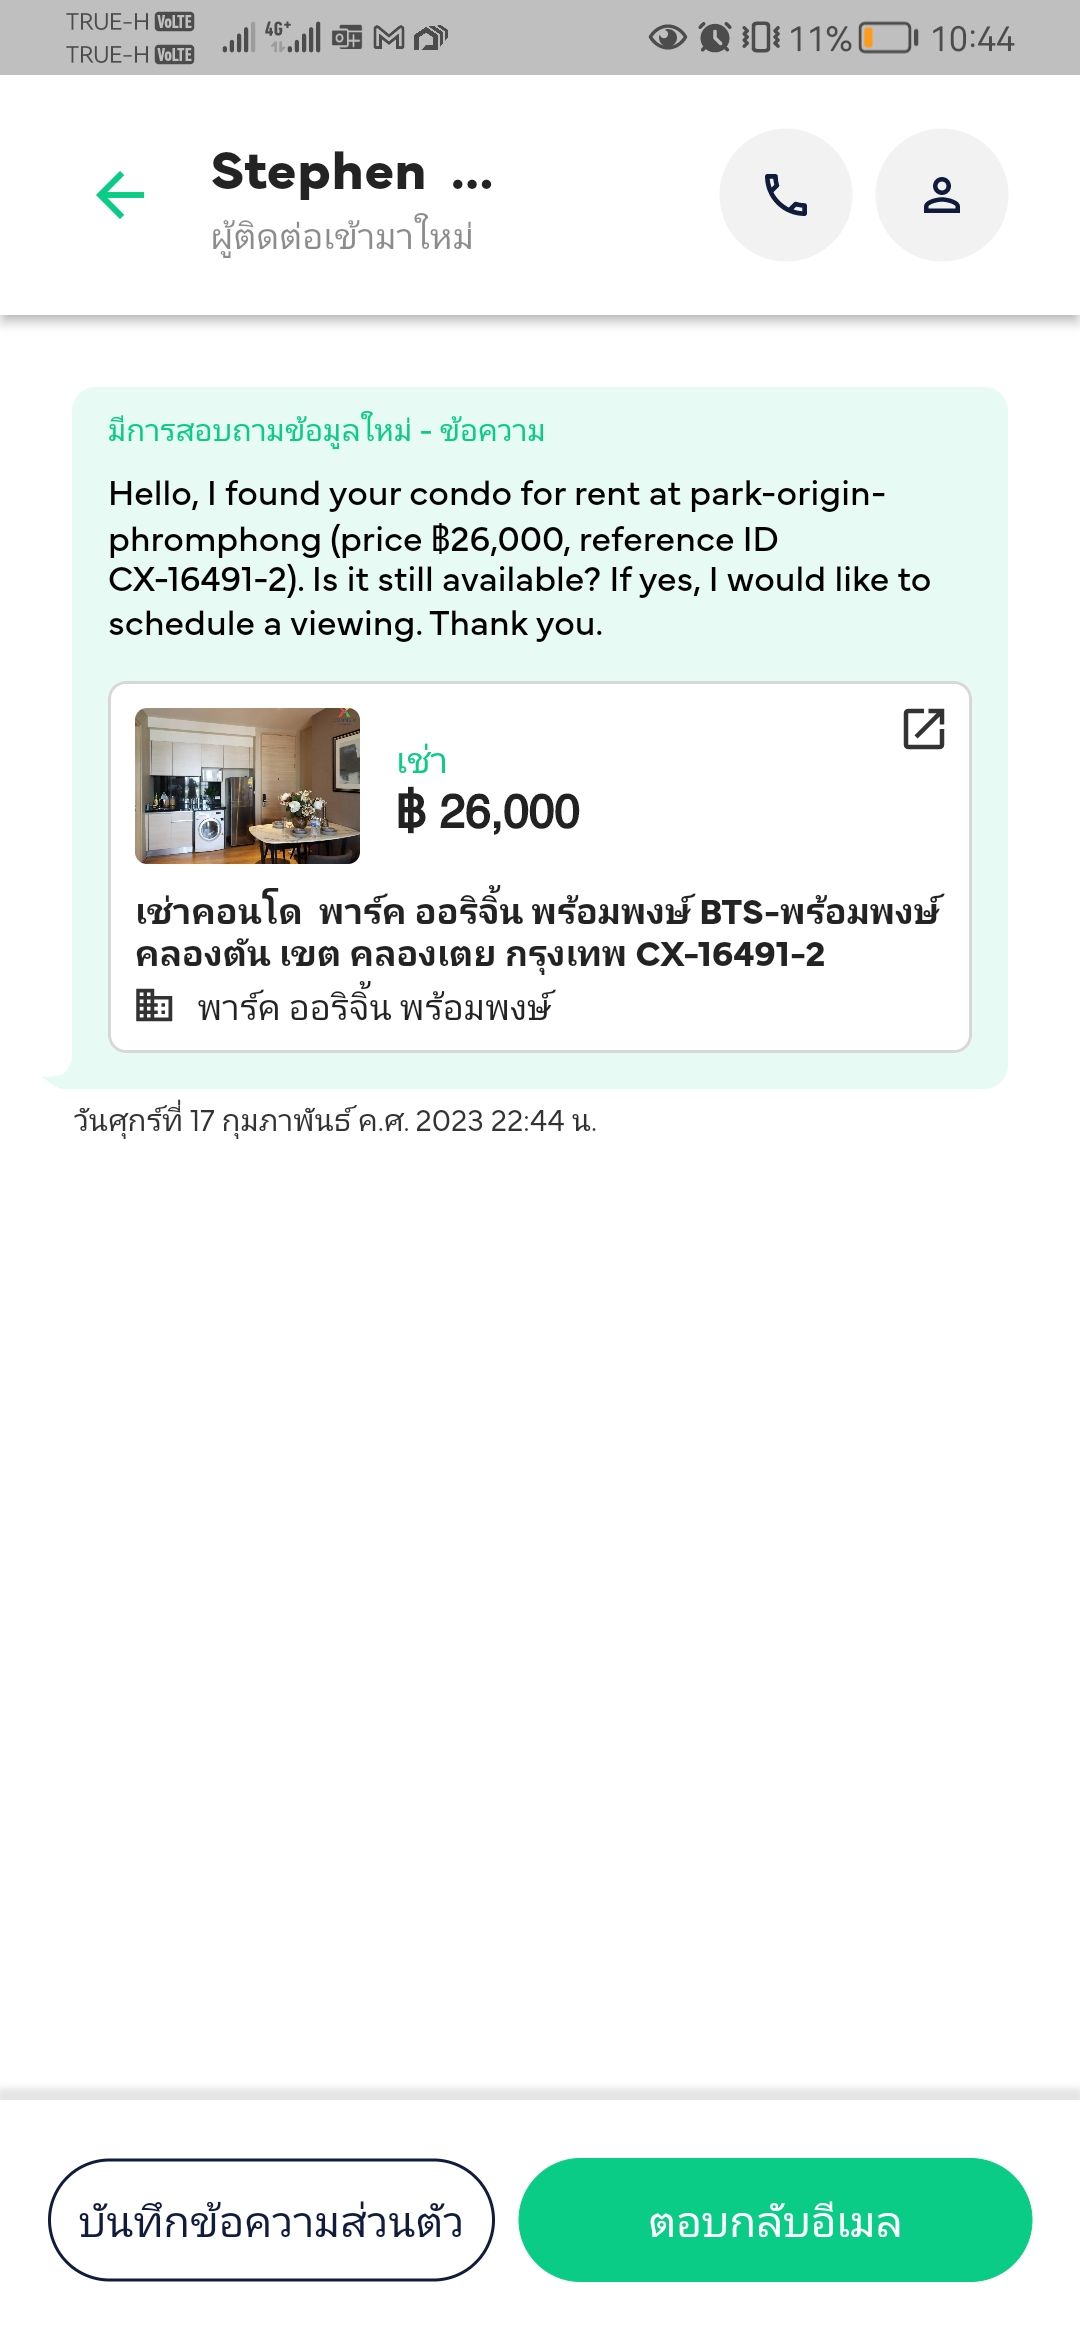 TRUE-H VoLTE
TRUE-H VoLTE
4G+
11% 10:44
Stephen ...
ผู้ติดต่อเข้ามาใหม่
มีการสอบถามข้อมูลใหม่ - ข้อความ
Hello, I found your condo for rent at park-origin-
phromphong (price ฿26,000, reference ID
CX-16491-2). Is it still available? If yes, I would like to
schedule a viewing. Thank you.
เช่า
฿ 26,000
เช่าคอนโด พาร์ค ออริจิ้น พร้อมพงษ์ BTS-พร้อมพงษ์
คลองตัน เขต คลองเตย กรุงเทพ CX-16491-2
พาร์ค ออริจิ้น พร้อมพงษ์
วันศุกร์ที่ 17 กุมภาพันธ์ ค.ศ. 2023 22:44 น.
บันทึกข้อความส่วนตัว
ตอบกลับอีเมล